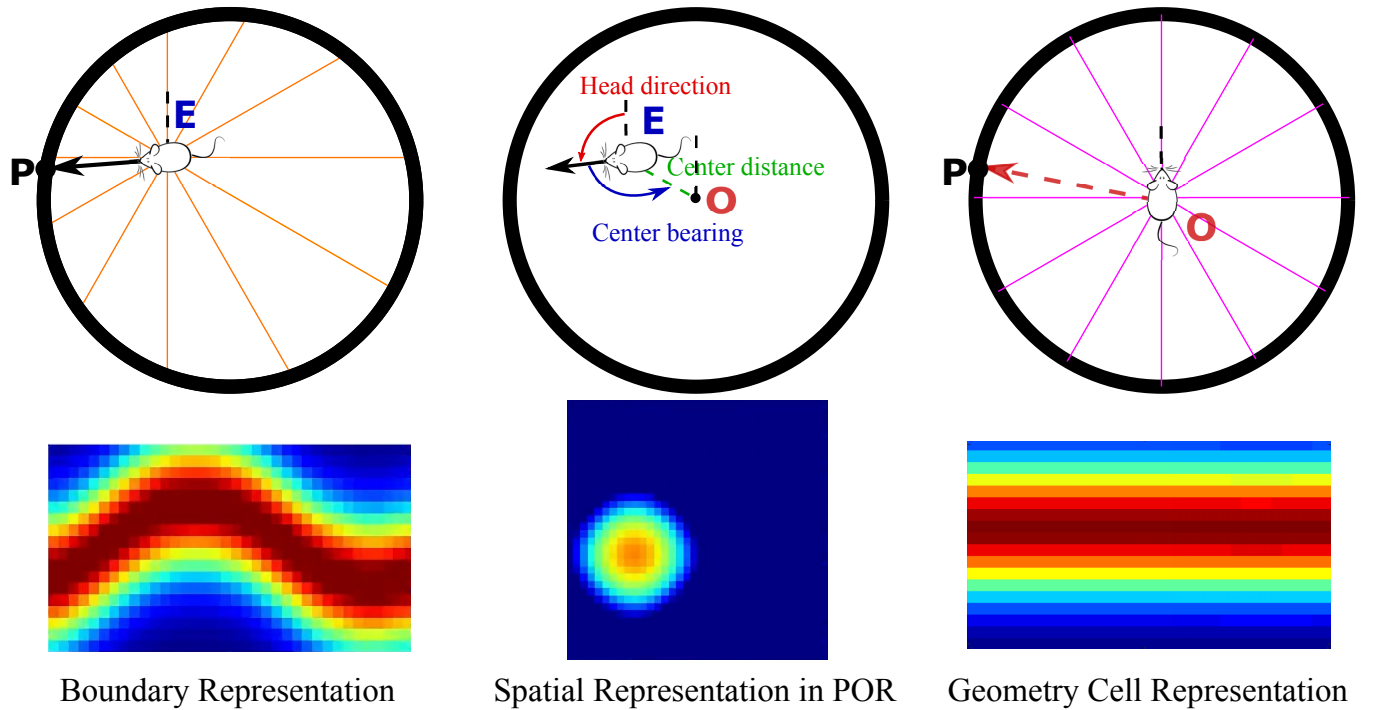 P
E
Head direction
E
Center distance
O
Center bearing
P
O
Boundary Representation
Spatial Representation in POR
Geometry Cell Representation